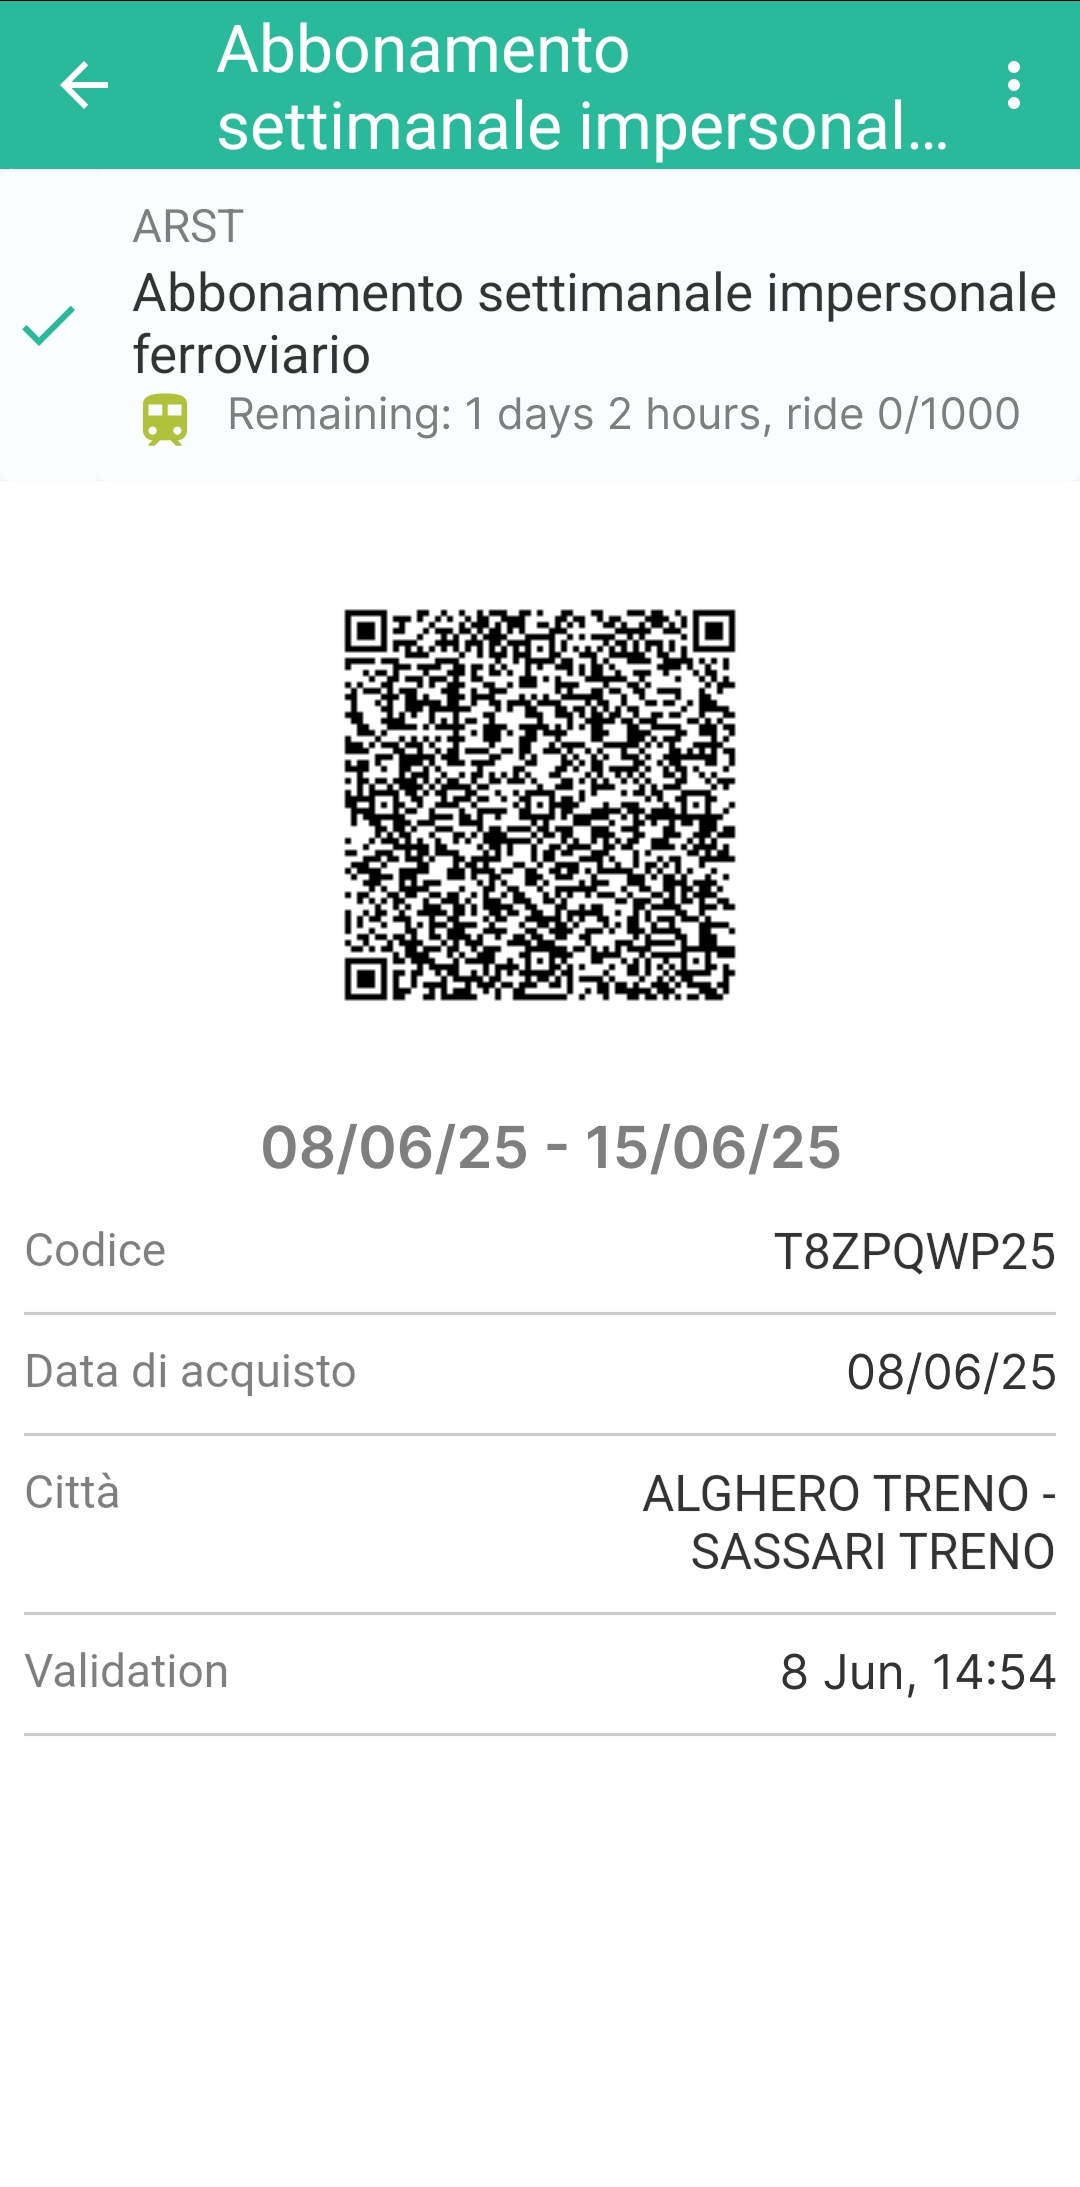 Abbonamento
settimanale impersonal...
ARST
Abbonamento settimanale impersonale
ferroviario
Remaining: 1 days 2 hours, ride 0/1000
08/06/25 - 15/06/25
Codice T8ZPQWP25
Data di acquisto 08/06/25
Città ALGHERO TRENO -
SASSARI TRENO
Validation 8 Jun, 14:54